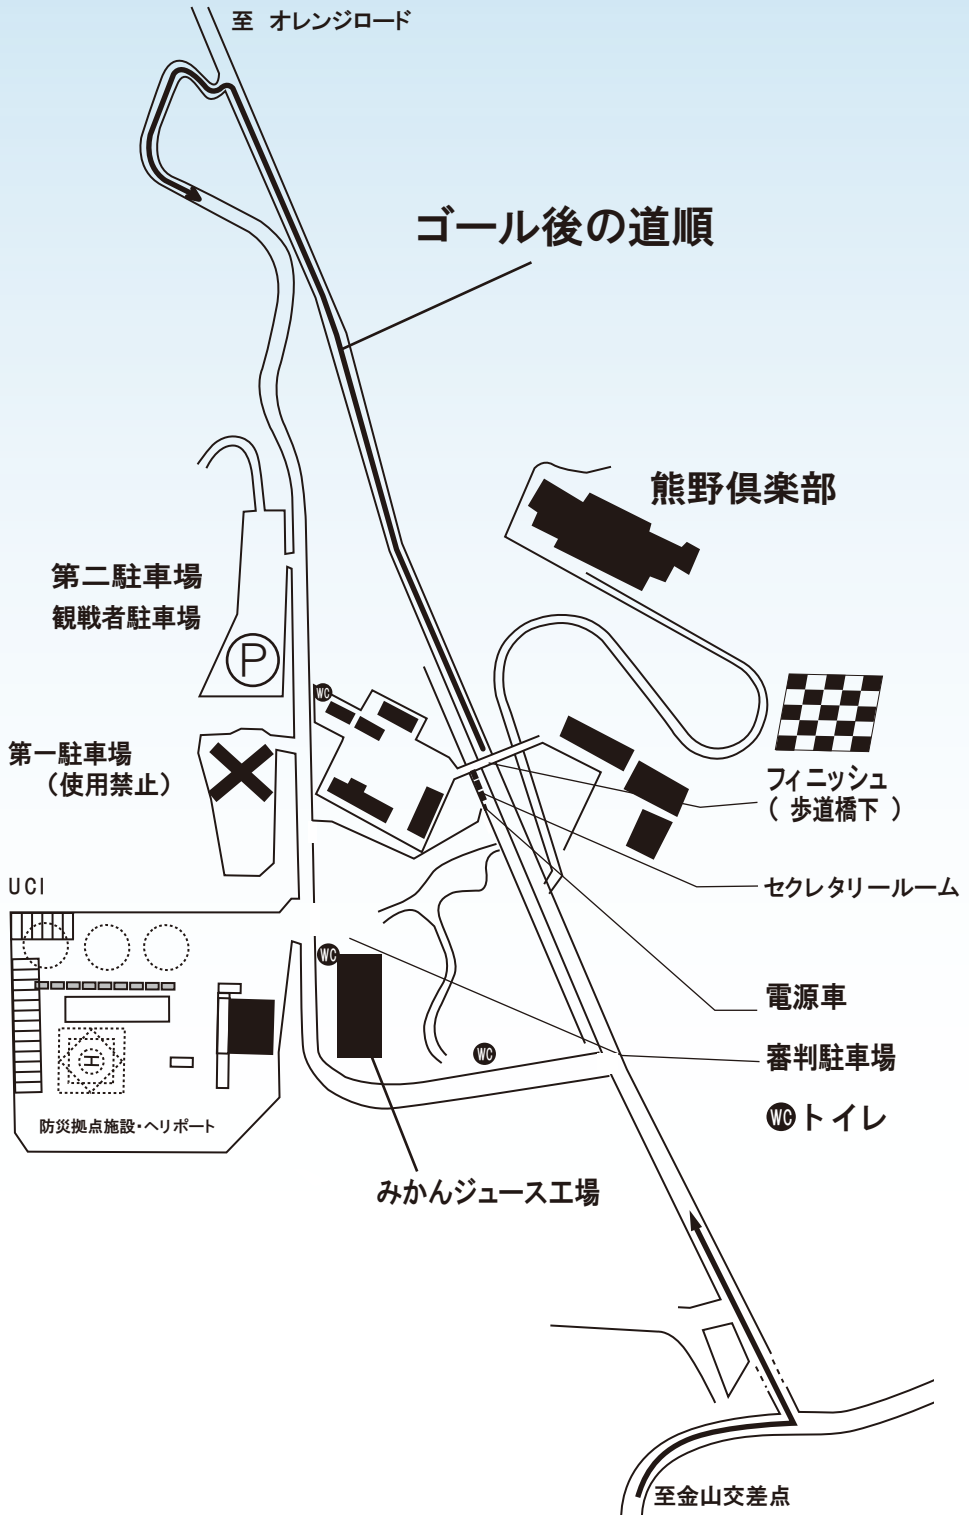 至 オレンジロード
ゴール後の道順
熊野倶楽部
第二駐車場
観戦者駐車場
P
WC
第一駐車場
（使用禁止）
フィニッシュ
（ 歩道橋下 ）
セクレタリールーム
UCI
WC
電源車
審判駐車場
WC
WCトイレ
エ
防災拠点施設・ヘリポート
みかんジュース工場
至金山交差点